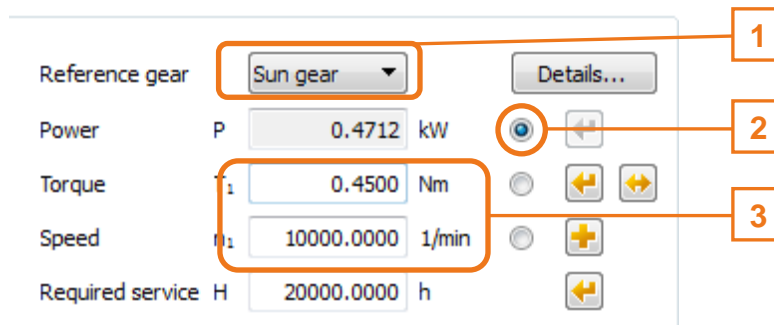 1
Reference gear Sun gear Details...
Power P 0.4712 kW 2
Torque T₁ 0.4500 Nm
3
Speed n₁ 10000.0000 1/min
Required service H 20000.0000 h